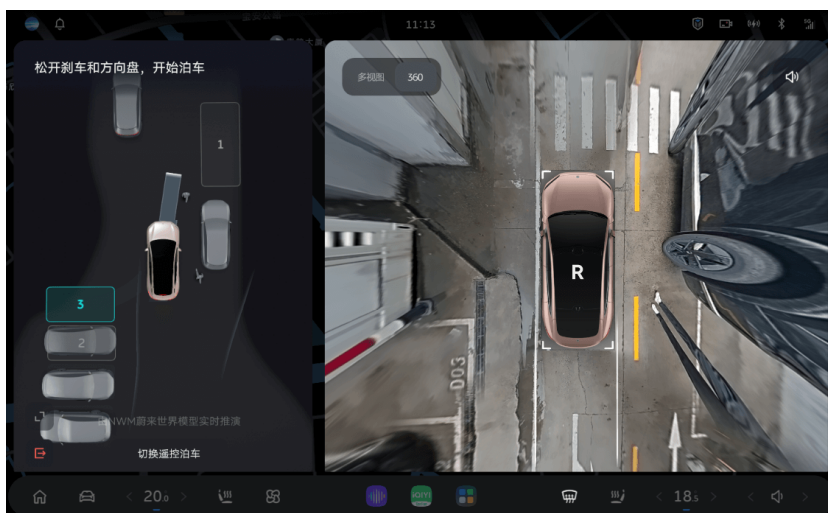 11:13
5G
松开刹车和方向盘，开始泊车
多视图
360
1
R
3
2
003
NWM蔚来世界模型实时推演
切换遥控泊车
20.0
18.5